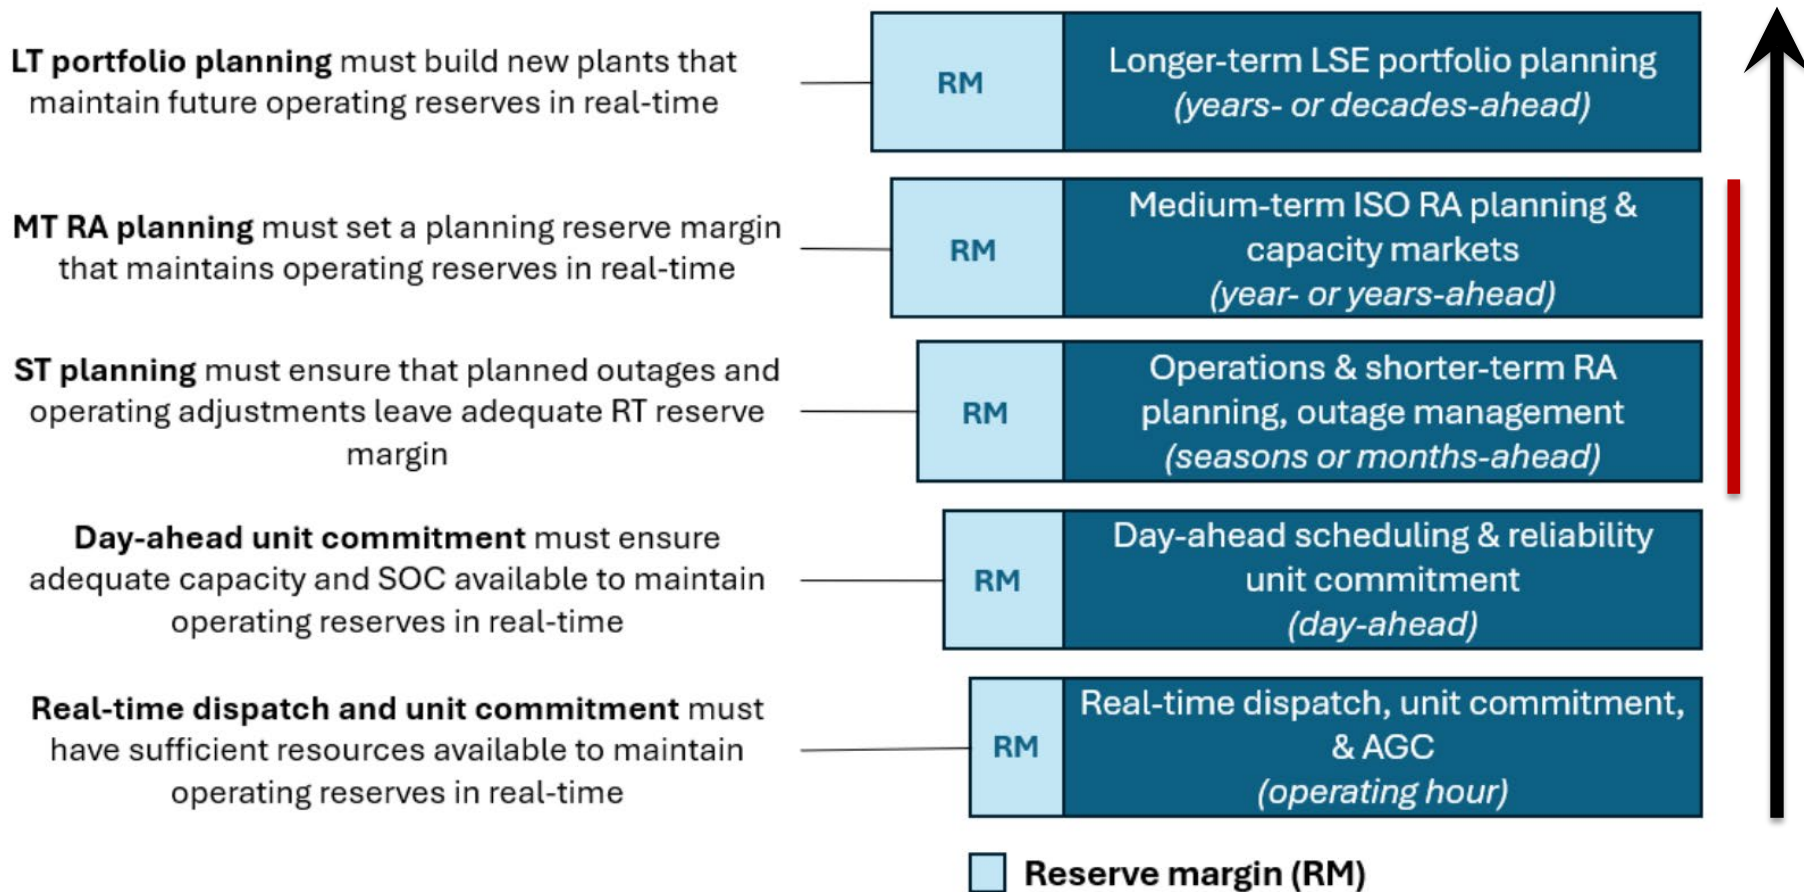 LT portfolio planning must build new plants that
maintain future operating reserves in real-time
RM
Longer-term LSE portfolio planning
(years- or decades-ahead)
MT RA planning must set a planning reserve margin
that maintains operating reserves in real-time
RM
Medium-term ISO RA planning &
capacity markets
(year- or years-ahead)
ST planning must ensure that planned outages and
operating adjustments leave adequate RT reserve
margin
RM
Operations & shorter-term RA
planning, outage management
(seasons or months-ahead)
Day-ahead unit commitment must ensure
adequate capacity and SOC available to maintain
operating reserves in real-time
RM
Day-ahead scheduling & reliability
unit commitment
(day-ahead)
Real-time dispatch and unit commitment must
have sufficient resources available to maintain
operating reserves in real-time
RM
Real-time dispatch, unit commitment,
& AGC
(operating hour)
Reserve margin (RM)